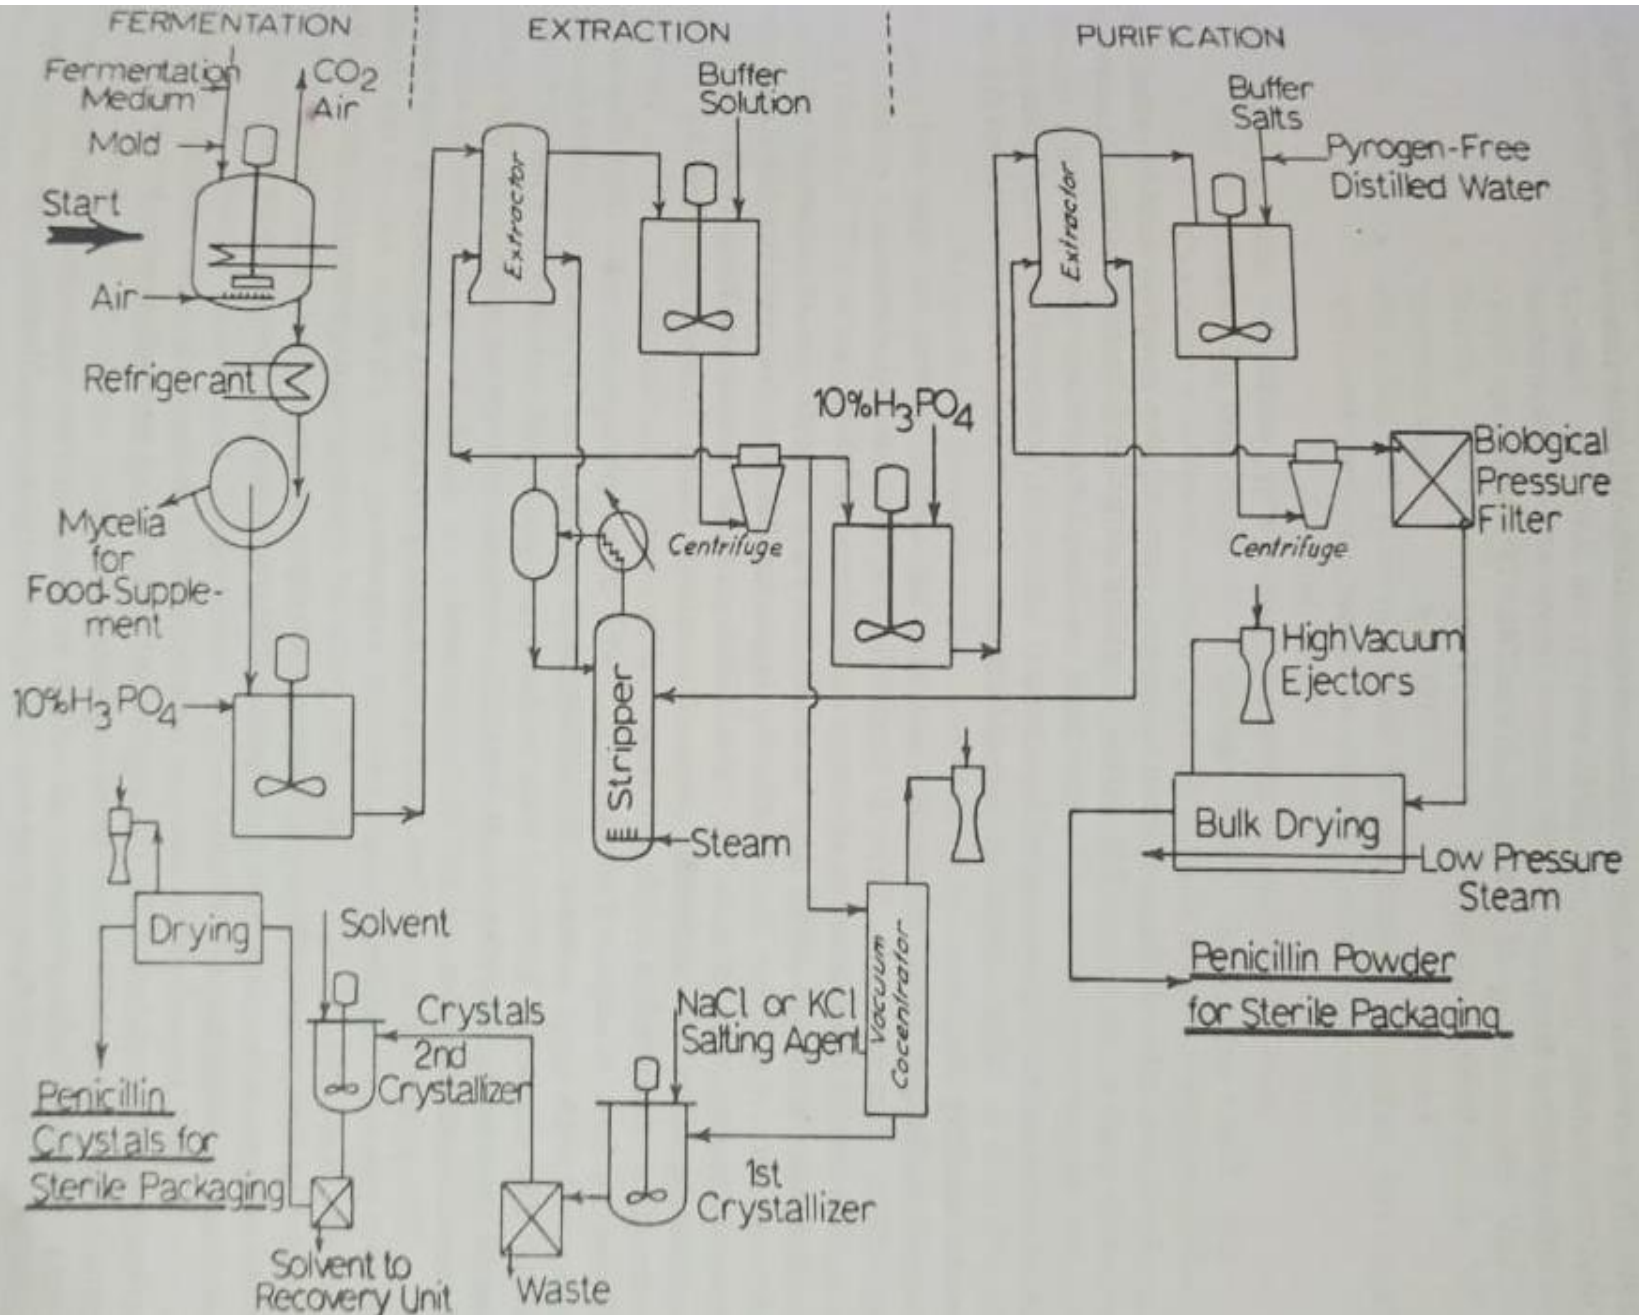 FERMENTATION
EXTRACTION
PURIFICATION
Fermentation
Medium
CO2
Air
Mold
Start
Air
Refrigerant
Mycelia
for
Food-Supple-
ment
10%H3PO4
Extractor
Buffer
Solution
Centrifuge
Stripper
Steam
10%H3PO4
Extractor
Buffer
Salts
Pyrogen-Free
Distilled Water
Centrifuge
Biological
Pressure
Filter
High Vacuum
Ejectors
Bulk Drying
Low Pressure
Steam
Penicillin Powder
for Sterile Packaging
Vacuum
Cocentrator
NaCl or KCl
Salting Agent
1st
Crystallizer
Waste
Crystals
2nd
Crystallizer
Solvent
Solvent to
Recovery Unit
Drying
Penicillin
Crystals for
Sterile Packaging